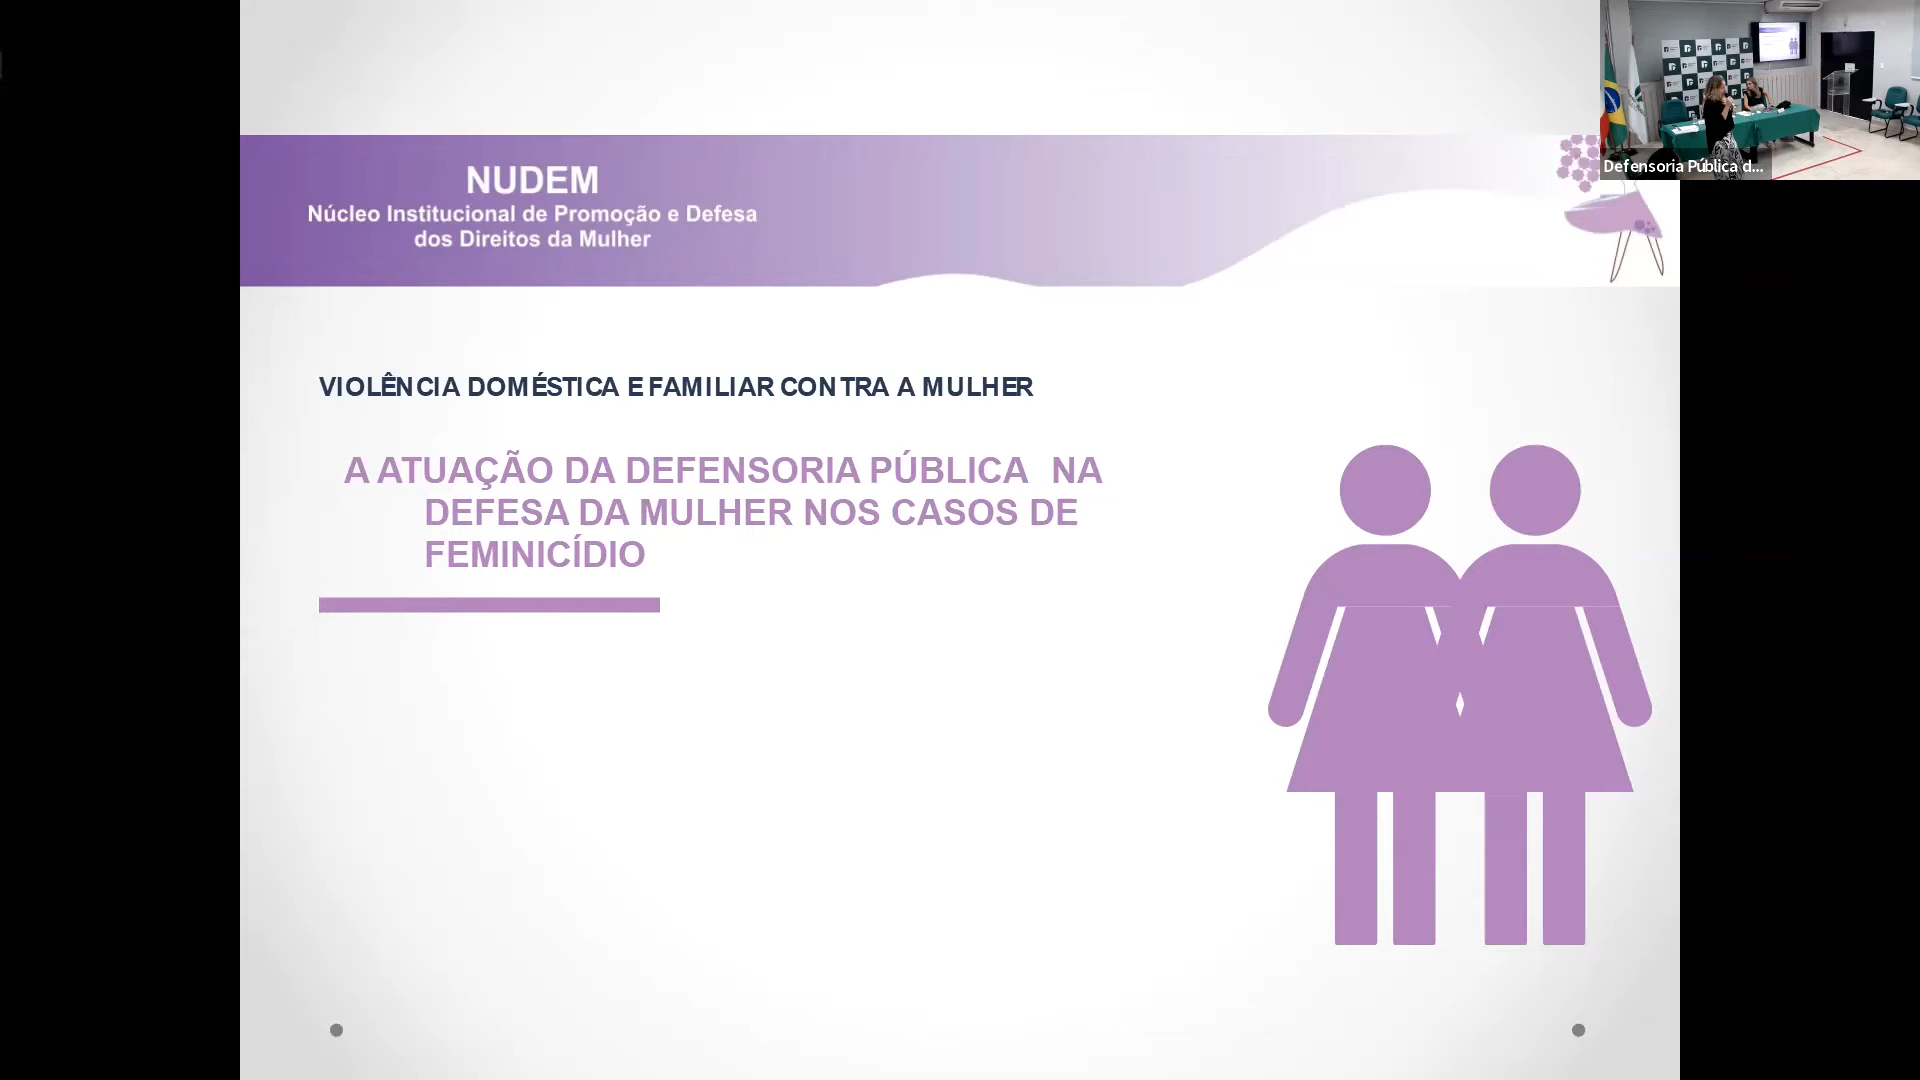 NUDEM
Núcleo Institucional de Promoção e Defesa
dos Direitos da Mulher
Defensoria Pública d...
VIOLÊNCIA DOMÉSTICA E FAMILIAR CONTRA A MULHER
A ATUAÇÃO DA DEFENSORIA PÚBLICA NA
DEFESA DA MULHER NOS CASOS DE
FEMINICÍDIO